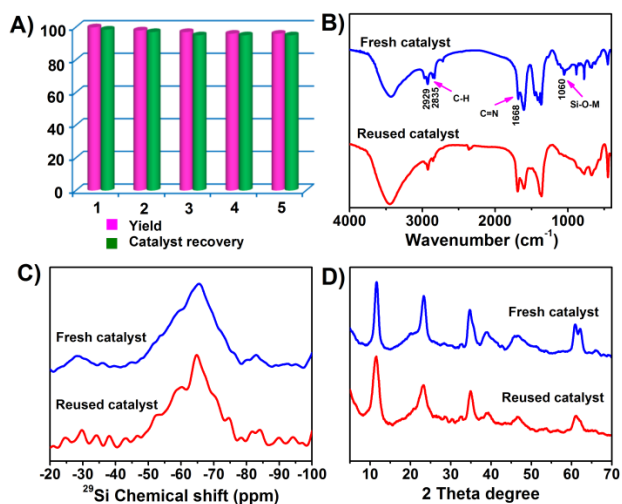 A)
100
80
60
40
20
0
1 2 3 4 5
Yield
Catalyst recovery
B)
Fresh catalyst
2929
2835
C-H
C=N
1668
1060
Si-O-M
Reused catalyst
4000 3000 2000 1000
Wavenumber (cm⁻¹)
C)
Fresh catalyst
Reused catalyst
-20 -30 -40 -50 -60 -70 -80 -90 -100
²⁹Si Chemical shift (ppm)
D)
Fresh catalyst
Reused catalyst
10 20 30 40 50 60 70
2 Theta degree